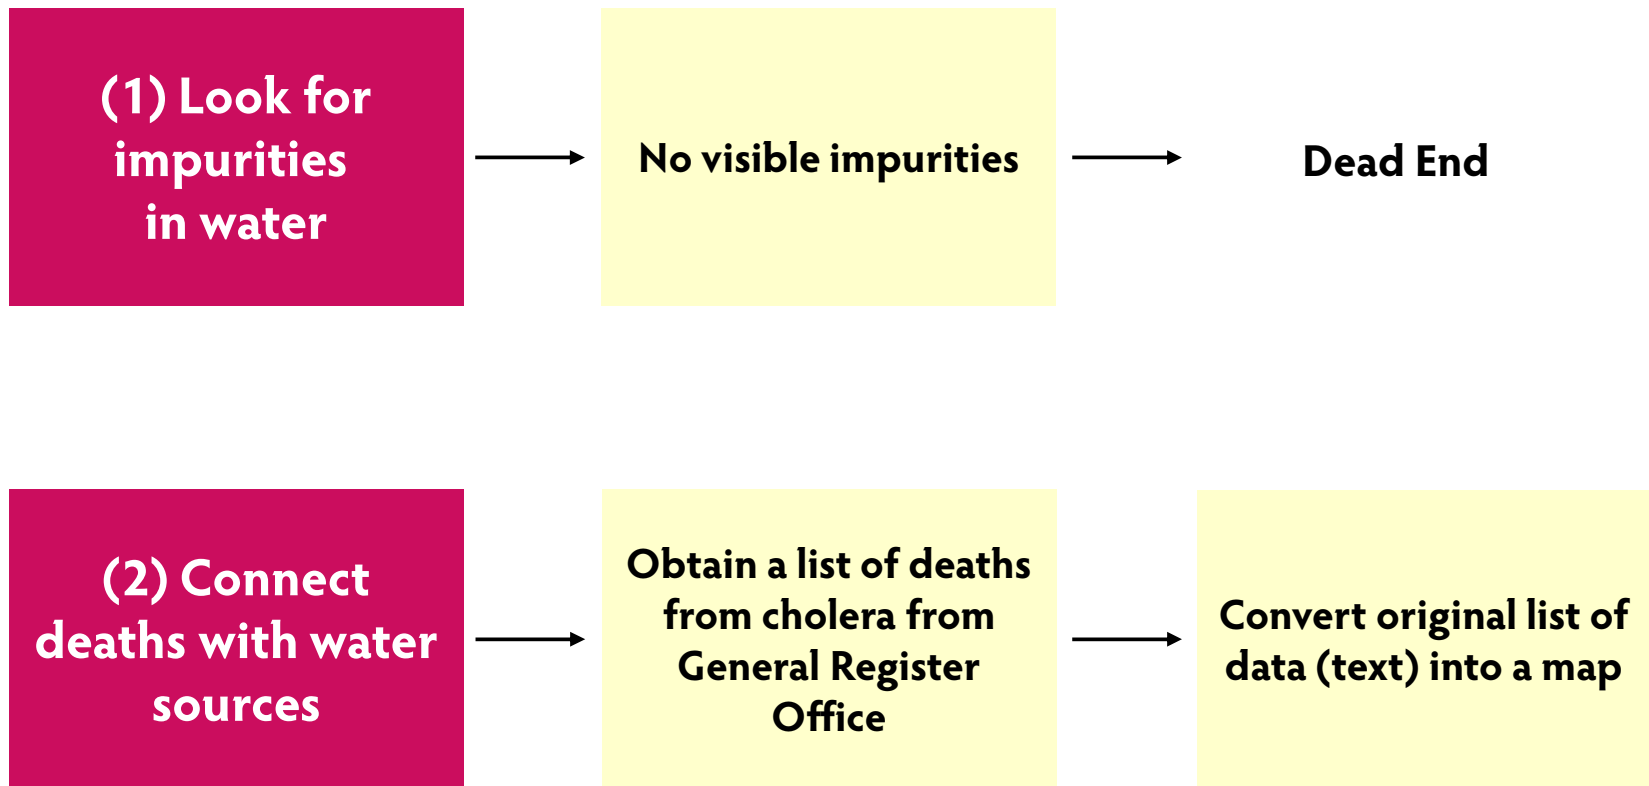 (1) Look for
impurities
in water
No visible impurities
Dead End
(2) Connect
deaths with water
sources
Obtain a list of deaths
from cholera from
General Register
Office
Convert original list of
data (text) into a map